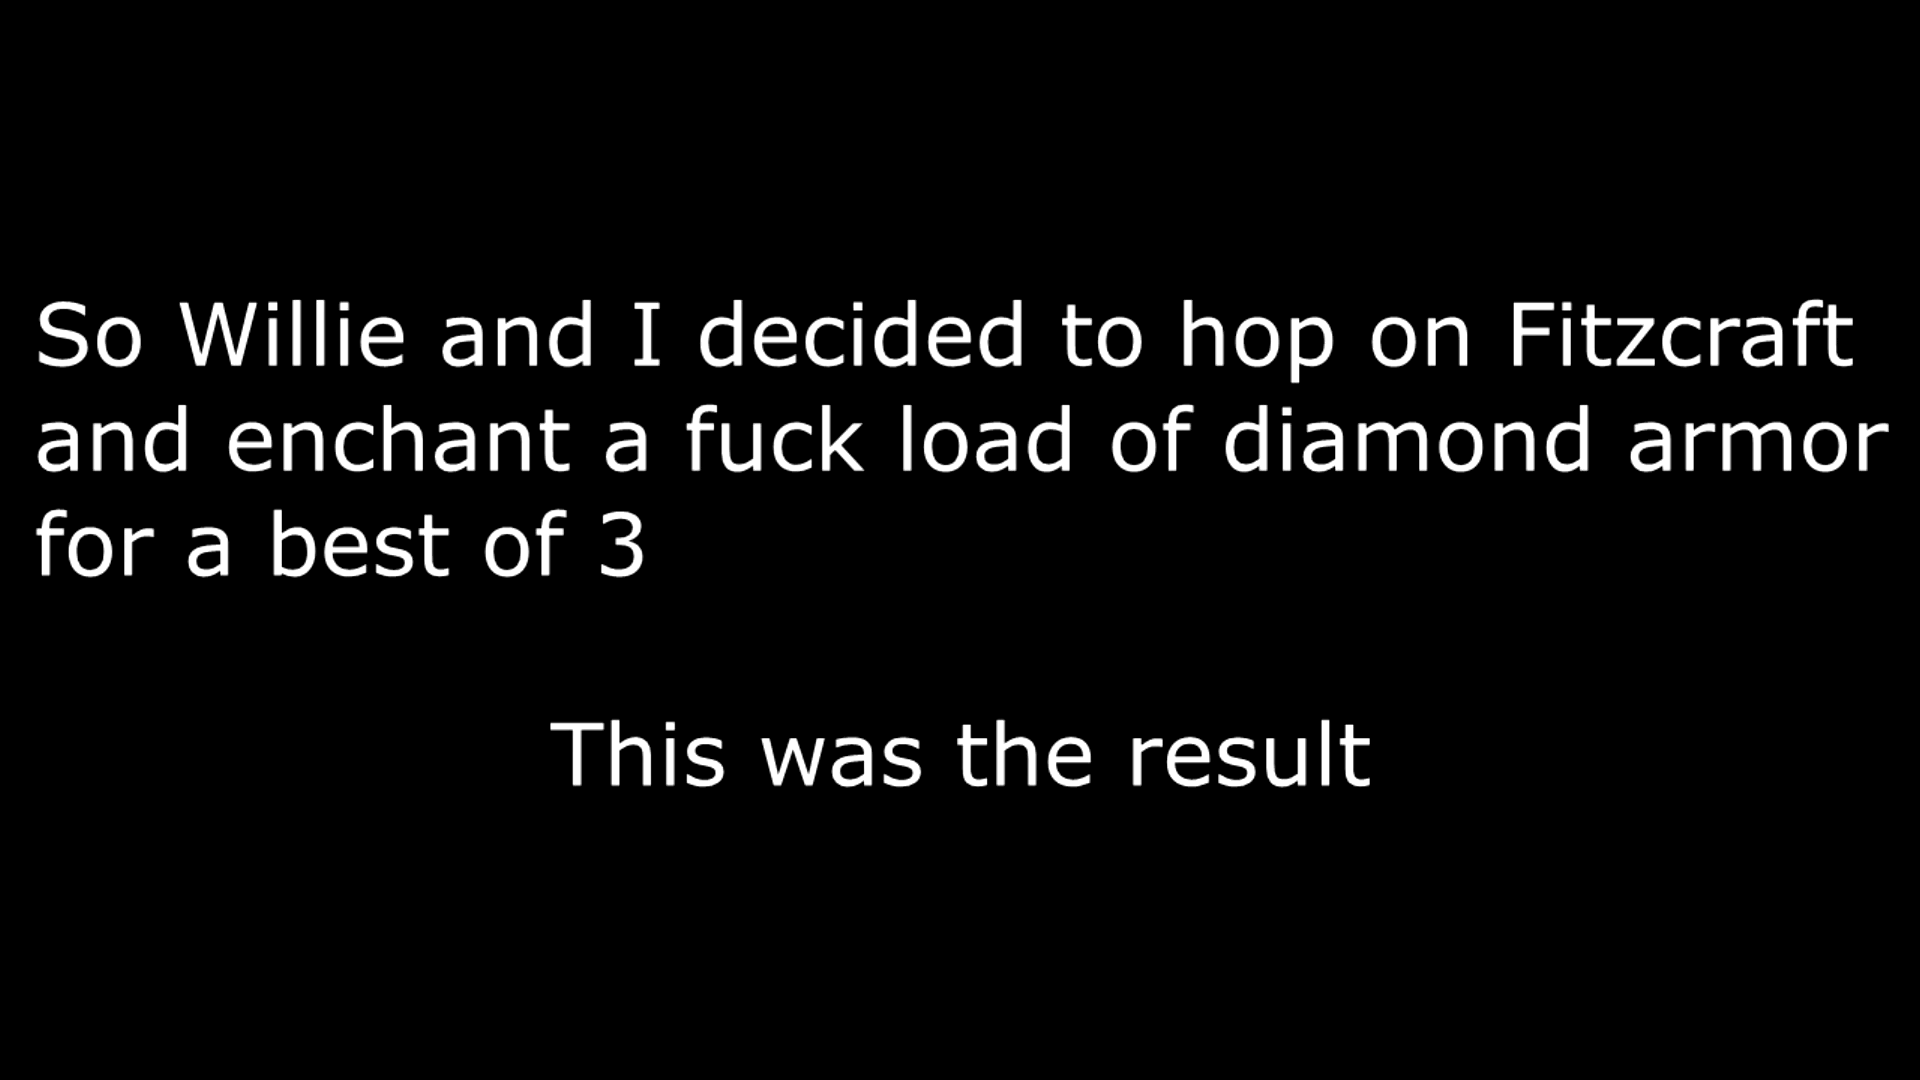 So Willie and I decided to hop on Fitzcraft
and enchant a fuck load of diamond armor
for a best of 3
This was the result